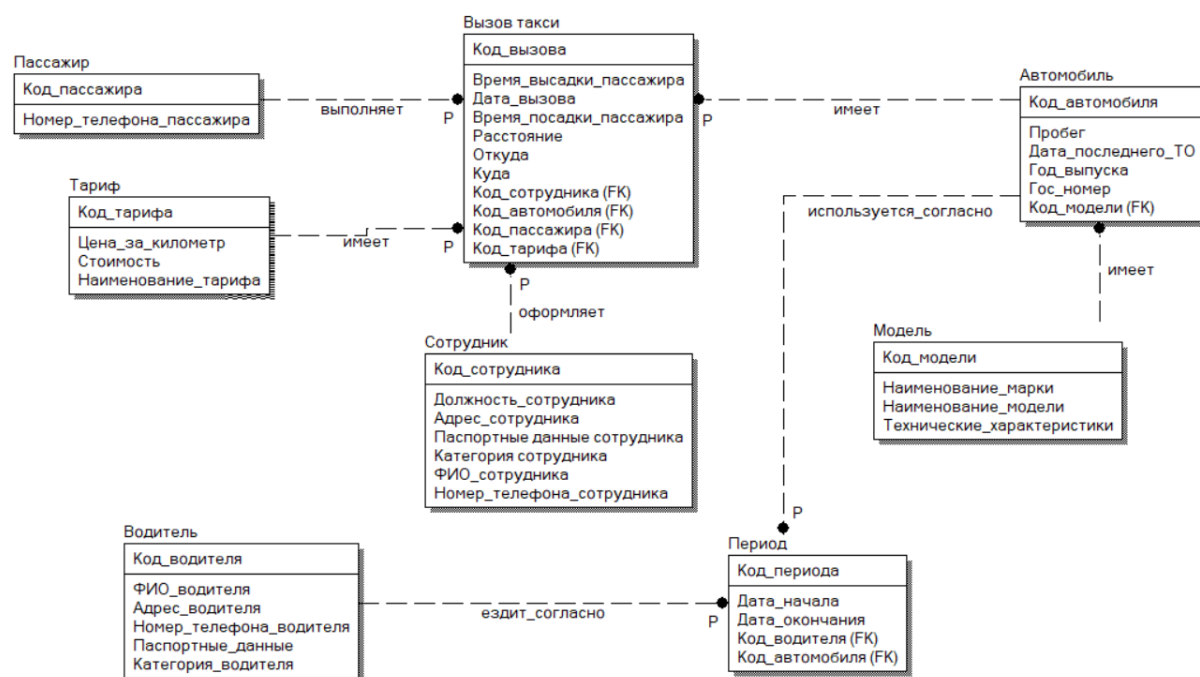 Вызов такси
Код_вызова
Время_высадки_пассажира
Дата_вызова
Время_посадки_пассажира
Расстояние
Откуда
Куда
Код_сотрудника (FK)
Код_автомобиля (FK)
Код_пассажира (FK)
Код_тарифа (FK)
Пассажир
Код_пассажира
Номер_телефона_пассажира
выполняет
P
Автомобиль
Код_автомобиля
Пробег
Дата_последнего_ТО
Год_выпуска
Гос_номер
Код_модели (FK)
имеет
P
Тариф
Код_тарифа
Цена_за_километр
Стоимость
Наименование_тарифа
имеет
P
используется_согласно
P
имеет
P
оформляет
Сотрудник
Код_сотрудника
Должность_сотрудника
Адрес_сотрудника
Паспортные данные сотрудника
Категория сотрудника
ФИО_сотрудника
Номер_телефона_сотрудника
Модель
Код_модели
Наименование_марки
Наименование_модели
Технические_характеристики
Водитель
Код_водителя
ФИО_водителя
Адрес_водителя
Номер_телефона_водителя
Паспортные_данные
Категория_водителя
ездит_согласно
P
Период
Код_периода
Дата_начала
Дата_окончания
Код_водителя (FK)
Код_автомобиля (FK)